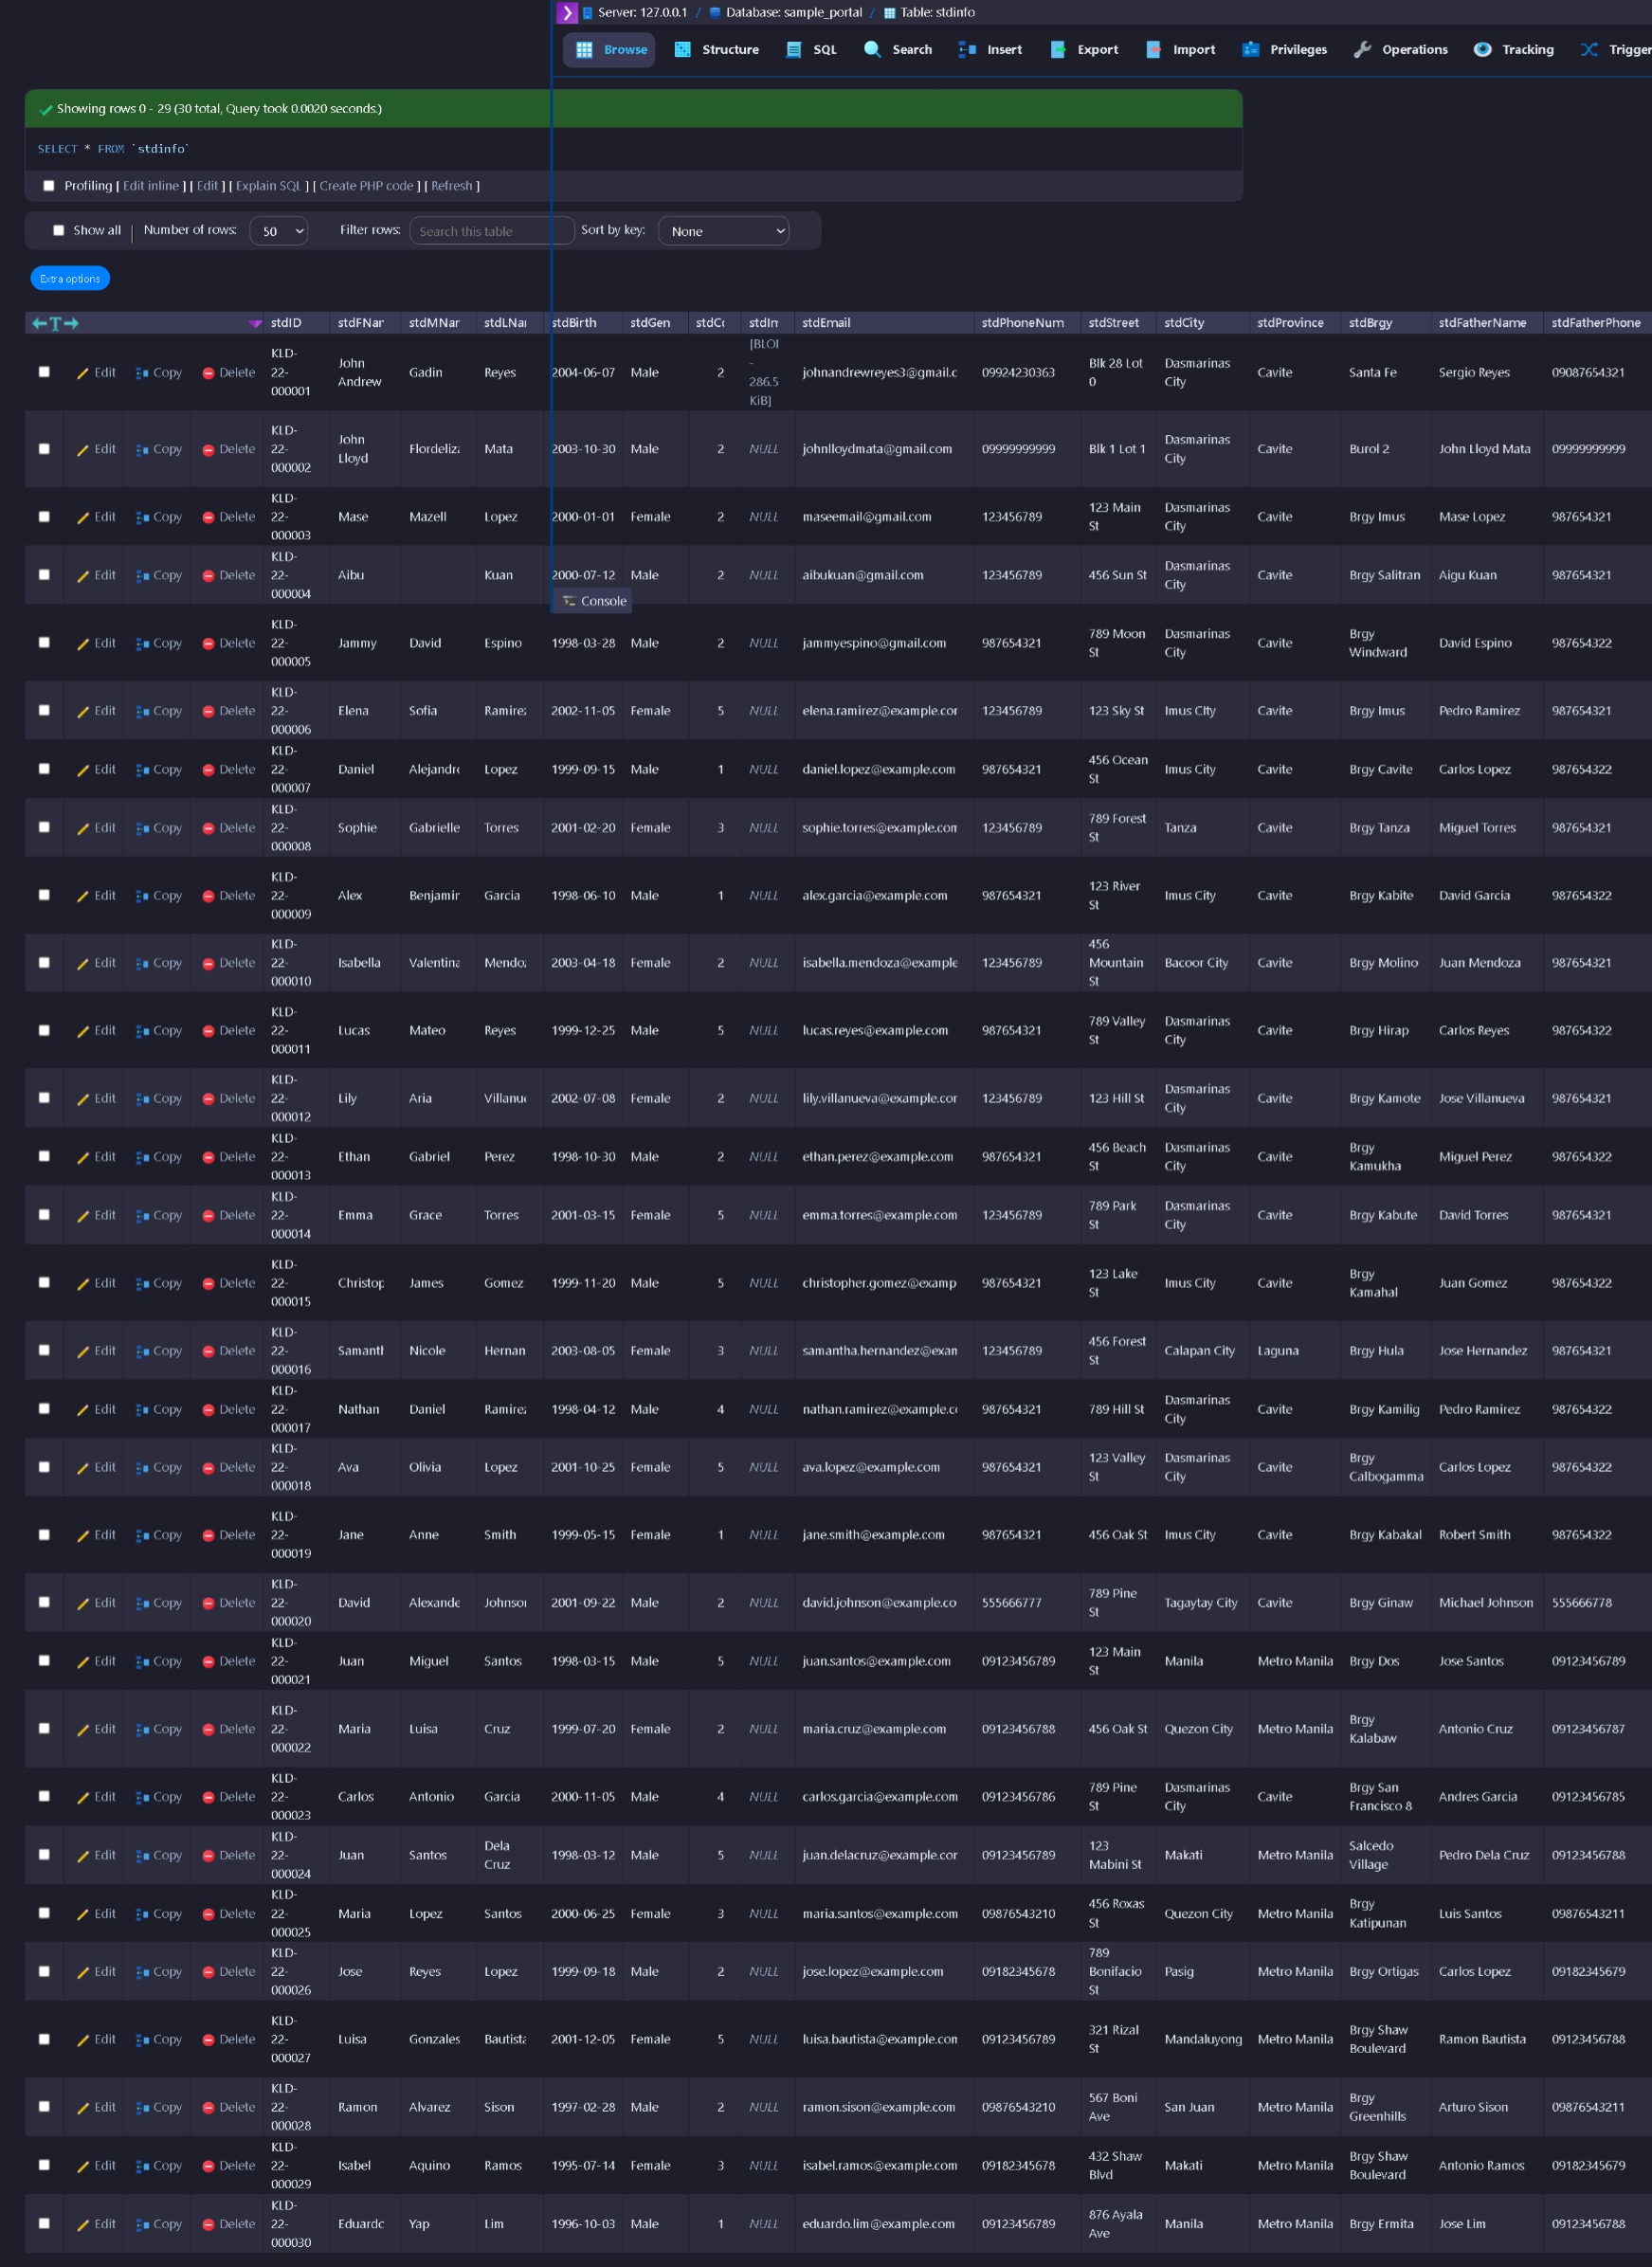 Server: 127.0.0.1 / Database: sample_portal / Table: stdinfo
Browse Structure SQL Search Insert Export Import Privileges Operations Tracking Trigger
Showing rows 0 - 29 (30 total, Query took 0.0020 seconds.)
SELECT * FROM `stdinfo`
Profiling [ Edit inline ] [ Edit ] [ Explain SQL ] [ Create PHP code ] [ Refresh ]
Show all Number of rows: 50 Filter rows: Search this table Sort by key: None
Extra options
T stdID stdFNar stdMNar stdLNa stdBirth stdGen stdC stdIr stdEmail stdPhoneNum stdStreet stdCity stdProvince stdBrgy stdFatherName stdFatherPhone
Edit Copy Delete KLD-22-000001 John Andrew Gadin Reyes 2004-06-07 Male 2 [BLOI - 286.5 KiB] johnandrewreyes3@gmail.c 09924230363 Blk 28 Lot 0 Dasmarinas City Cavite Santa Fe Sergio Reyes 09087654321
Edit Copy Delete KLD-22-000002 John Lloyd Flordeliz Mata 2003-10-30 Male 2 NULL johnlloydmata@gmail.com 09999999999 Blk 1 Lot 1 Dasmarinas City Cavite Burol 2 John Lloyd Mata 09999999999
Edit Copy Delete KLD-22-000003 Mase Mazell Lopez 2000-01-01 Female 2 NULL maseemail@gmail.com 123456789 123 Main St Dasmarinas City Cavite Brgy Imus Mase Lopez 987654321
Edit Copy Delete KLD-22-000004 Aibu Kuan 2000-07-12 Male 2 NULL aibukuan@gmail.com 123456789 456 Sun St Dasmarinas City Cavite Brgy Salitran Aigu Kuan 987654321
Console
Edit Copy Delete KLD-22-000005 Jammy David Espino 1998-03-28 Male 2 NULL jammyespino@gmail.com 987654321 789 Moon St Dasmarinas City Cavite Brgy Windward David Espino 987654322
Edit Copy Delete KLD-22-000006 Elena Sofia Ramire 2002-11-05 Female 5 NULL elena.ramirez@example.cor 123456789 123 Sky St Imus CIty Cavite Brgy Imus Pedro Ramirez 987654321
Edit Copy Delete KLD-22-000007 Daniel Alejandr Lopez 1999-09-15 Male 1 NULL daniel.lopez@example.com 987654321 456 Ocean St Imus City Cavite Brgy Cavite Carlos Lopez 987654322
Edit Copy Delete KLD-22-000008 Sophie Gabrielle Torres 2001-02-20 Female 3 NULL sophie.torres@example.con 123456789 789 Forest St Tanza Cavite Brgy Tanza Miguel Torres 987654321
Edit Copy Delete KLD-22-000009 Alex Benjamir Garcia 1998-06-10 Male 1 NULL alex.garcia@example.com 987654321 123 River St Imus City Cavite Brgy Kabite David Garcia 987654322
Edit Copy Delete KLD-22-000010 Isabella Valentina Mendo 2003-04-18 Female 2 NULL isabella.mendoza@example 123456789 456 Mountain St Bacoor City Cavite Brgy Molino Juan Mendoza 987654321
Edit Copy Delete KLD-22-000011 Lucas Mateo Reyes 1999-12-25 Male 5 NULL lucas.reyes@example.com 987654321 789 Valley St Dasmarinas City Cavite Brgy Hirap Carlos Reyes 987654322
Edit Copy Delete KLD-22-000012 Lily Aria Villanu 2002-07-08 Female 2 NULL lily.villanueva@example.cor 123456789 123 Hill St Dasmarinas City Cavite Brgy Kamote Jose Villanueva 987654321
Edit Copy Delete KLD-22-000013 Ethan Gabriel Perez 1998-10-30 Male 2 NULL ethan.perez@example.com 987654321 456 Beach St Dasmarinas City Cavite Brgy Kamukha Miguel Perez 987654322
Edit Copy Delete KLD-22-000014 Emma Grace Torres 2001-03-15 Female 5 NULL emma.torres@example.com 123456789 789 Park St Dasmarinas City Cavite Brgy Kabute David Torres 987654321
Edit Copy Delete KLD-22-000015 Christop James Gomez 1999-11-20 Male 5 NULL christopher.gomez@examp 987654321 123 Lake St Imus City Cavite Brgy Kamahal Juan Gomez 987654322
Edit Copy Delete KLD-22-000016 Samantl Nicole Hernan 2003-08-05 Female 3 NULL samantha.hernandez@exan 123456789 456 Forest St Calapan City Laguna Brgy Hula Jose Hernandez 987654321
Edit Copy Delete KLD-22-000017 Nathan Daniel Ramire 1998-04-12 Male 4 NULL nathan.ramirez@example.c 987654321 789 Hill St Dasmarinas City Cavite Brgy Kamilig Pedro Ramirez 987654322
Edit Copy Delete KLD-22-000018 Ava Olivia Lopez 2001-10-25 Female 5 NULL ava.lopez@example.com 987654321 123 Valley St Dasmarinas City Cavite Brgy Calbogamma Carlos Lopez 987654322
Edit Copy Delete KLD-22-000019 Jane Anne Smith 1999-05-15 Female 1 NULL jane.smith@example.com 987654321 456 Oak St Imus City Cavite Brgy Kabakal Robert Smith 987654322
Edit Copy Delete KLD-22-000020 David Alexande Johnso 2001-09-22 Male 2 NULL david.johnson@example.co 555666777 789 Pine St Tagaytay City Cavite Brgy Ginaw Michael Johnson 555666778
Edit Copy Delete KLD-22-000021 Juan Miguel Santos 1998-03-15 Male 5 NULL juan.santos@example.com 09123456789 123 Main St Manila Metro Manila Brgy Dos Jose Santos 09123456789
Edit Copy Delete KLD-22-000022 Maria Luisa Cruz 1999-07-20 Female 2 NULL maria.cruz@example.com 09123456788 456 Oak St Quezon City Metro Manila Brgy Kalabaw Antonio Cruz 09123456787
Edit Copy Delete KLD-22-000023 Carlos Antonio Garcia 2000-11-05 Male 4 NULL carlos.garcia@example.com 09123456786 789 Pine St Dasmarinas City Cavite Brgy San Francisco 8 Andres Garcia 09123456785
Edit Copy Delete KLD-22-000024 Juan Santos Dela Cruz 1998-03-12 Male 5 NULL juan.delacruz@example.cor 09123456789 123 Mabini St Makati Metro Manila Salcedo Village Pedro Dela Cruz 09123456788
Edit Copy Delete KLD-22-000025 Maria Lopez Santos 2000-06-25 Female 3 NULL maria.santos@example.com 09876543210 456 Roxas St Quezon City Metro Manila Brgy Katipunan Luis Santos 09876543211
Edit Copy Delete KLD-22-000026 Jose Reyes Lopez 1999-09-18 Male 2 NULL jose.lopez@example.com 09182345678 789 Bonifacio St Pasig Metro Manila Brgy Ortigas Carlos Lopez 09182345679
Edit Copy Delete KLD-22-000027 Luisa Gonzales Bautista 2001-12-05 Female 5 NULL luisa.bautista@example.con 09123456789 321 Rizal St Mandaluyong Metro Manila Brgy Shaw Boulevard Ramon Bautista 09123456788
Edit Copy Delete KLD-22-000028 Ramon Alvarez Sison 1997-02-28 Male 2 NULL ramon.sison@example.com 09876543210 567 Boni Ave San Juan Metro Manila Brgy Greenhills Arturo Sison 09876543211
Edit Copy Delete KLD-22-000029 Isabel Aquino Ramos 1995-07-14 Female 3 NULL isabel.ramos@example.com 09182345678 432 Shaw Blvd Makati Metro Manila Brgy Shaw Boulevard Antonio Ramos 09182345679
Edit Copy Delete KLD-22-000030 Eduardc Yap Lim 1996-10-03 Male 1 NULL eduardo.lim@example.com 09123456789 876 Ayala Ave Manila Metro Manila Brgy Ermita Jose Lim 09123456788